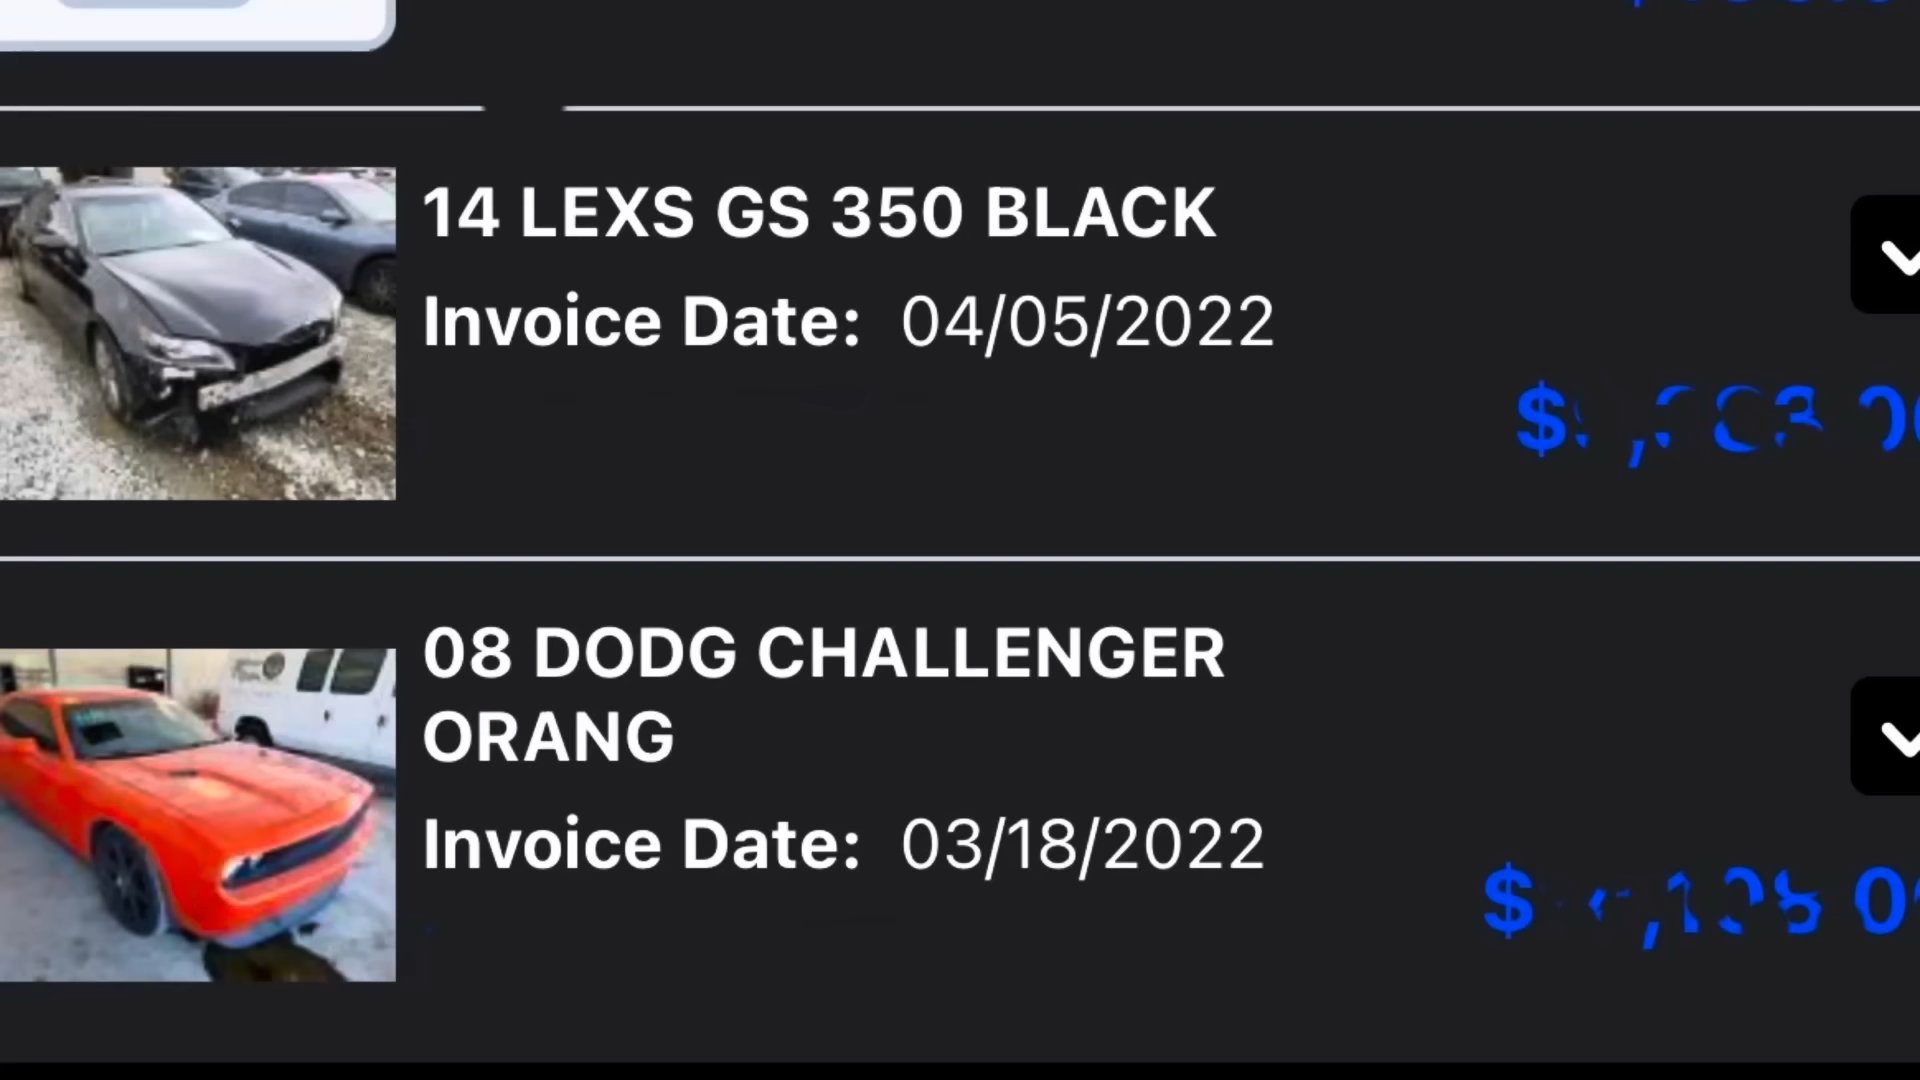 14 LEXS GS 350 BLACK
Invoice Date: 04/05/2022
08 DODG CHALLENGER
ORANG
Invoice Date: 03/18/2022